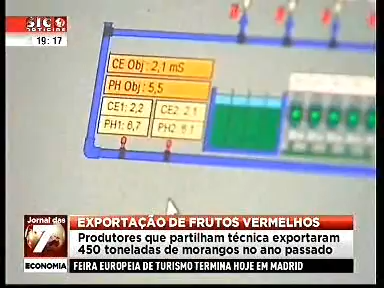 SIC
NOTÍCIAS
19:17
CE Obj : 2,1 mS
PH Obj : 5,5
CE1: 2,2
CE2: 2,1
PH1: 6,7
PH2: 6,1
Jornal das
7
ECONOMIA
EXPORTAÇÃO DE FRUTOS VERMELHOS
Produtores que partilham técnica exportaram
450 toneladas de morangos no ano passado
FEIRA EUROPEIA DE TURISMO TERMINA HOJE EM MADRID